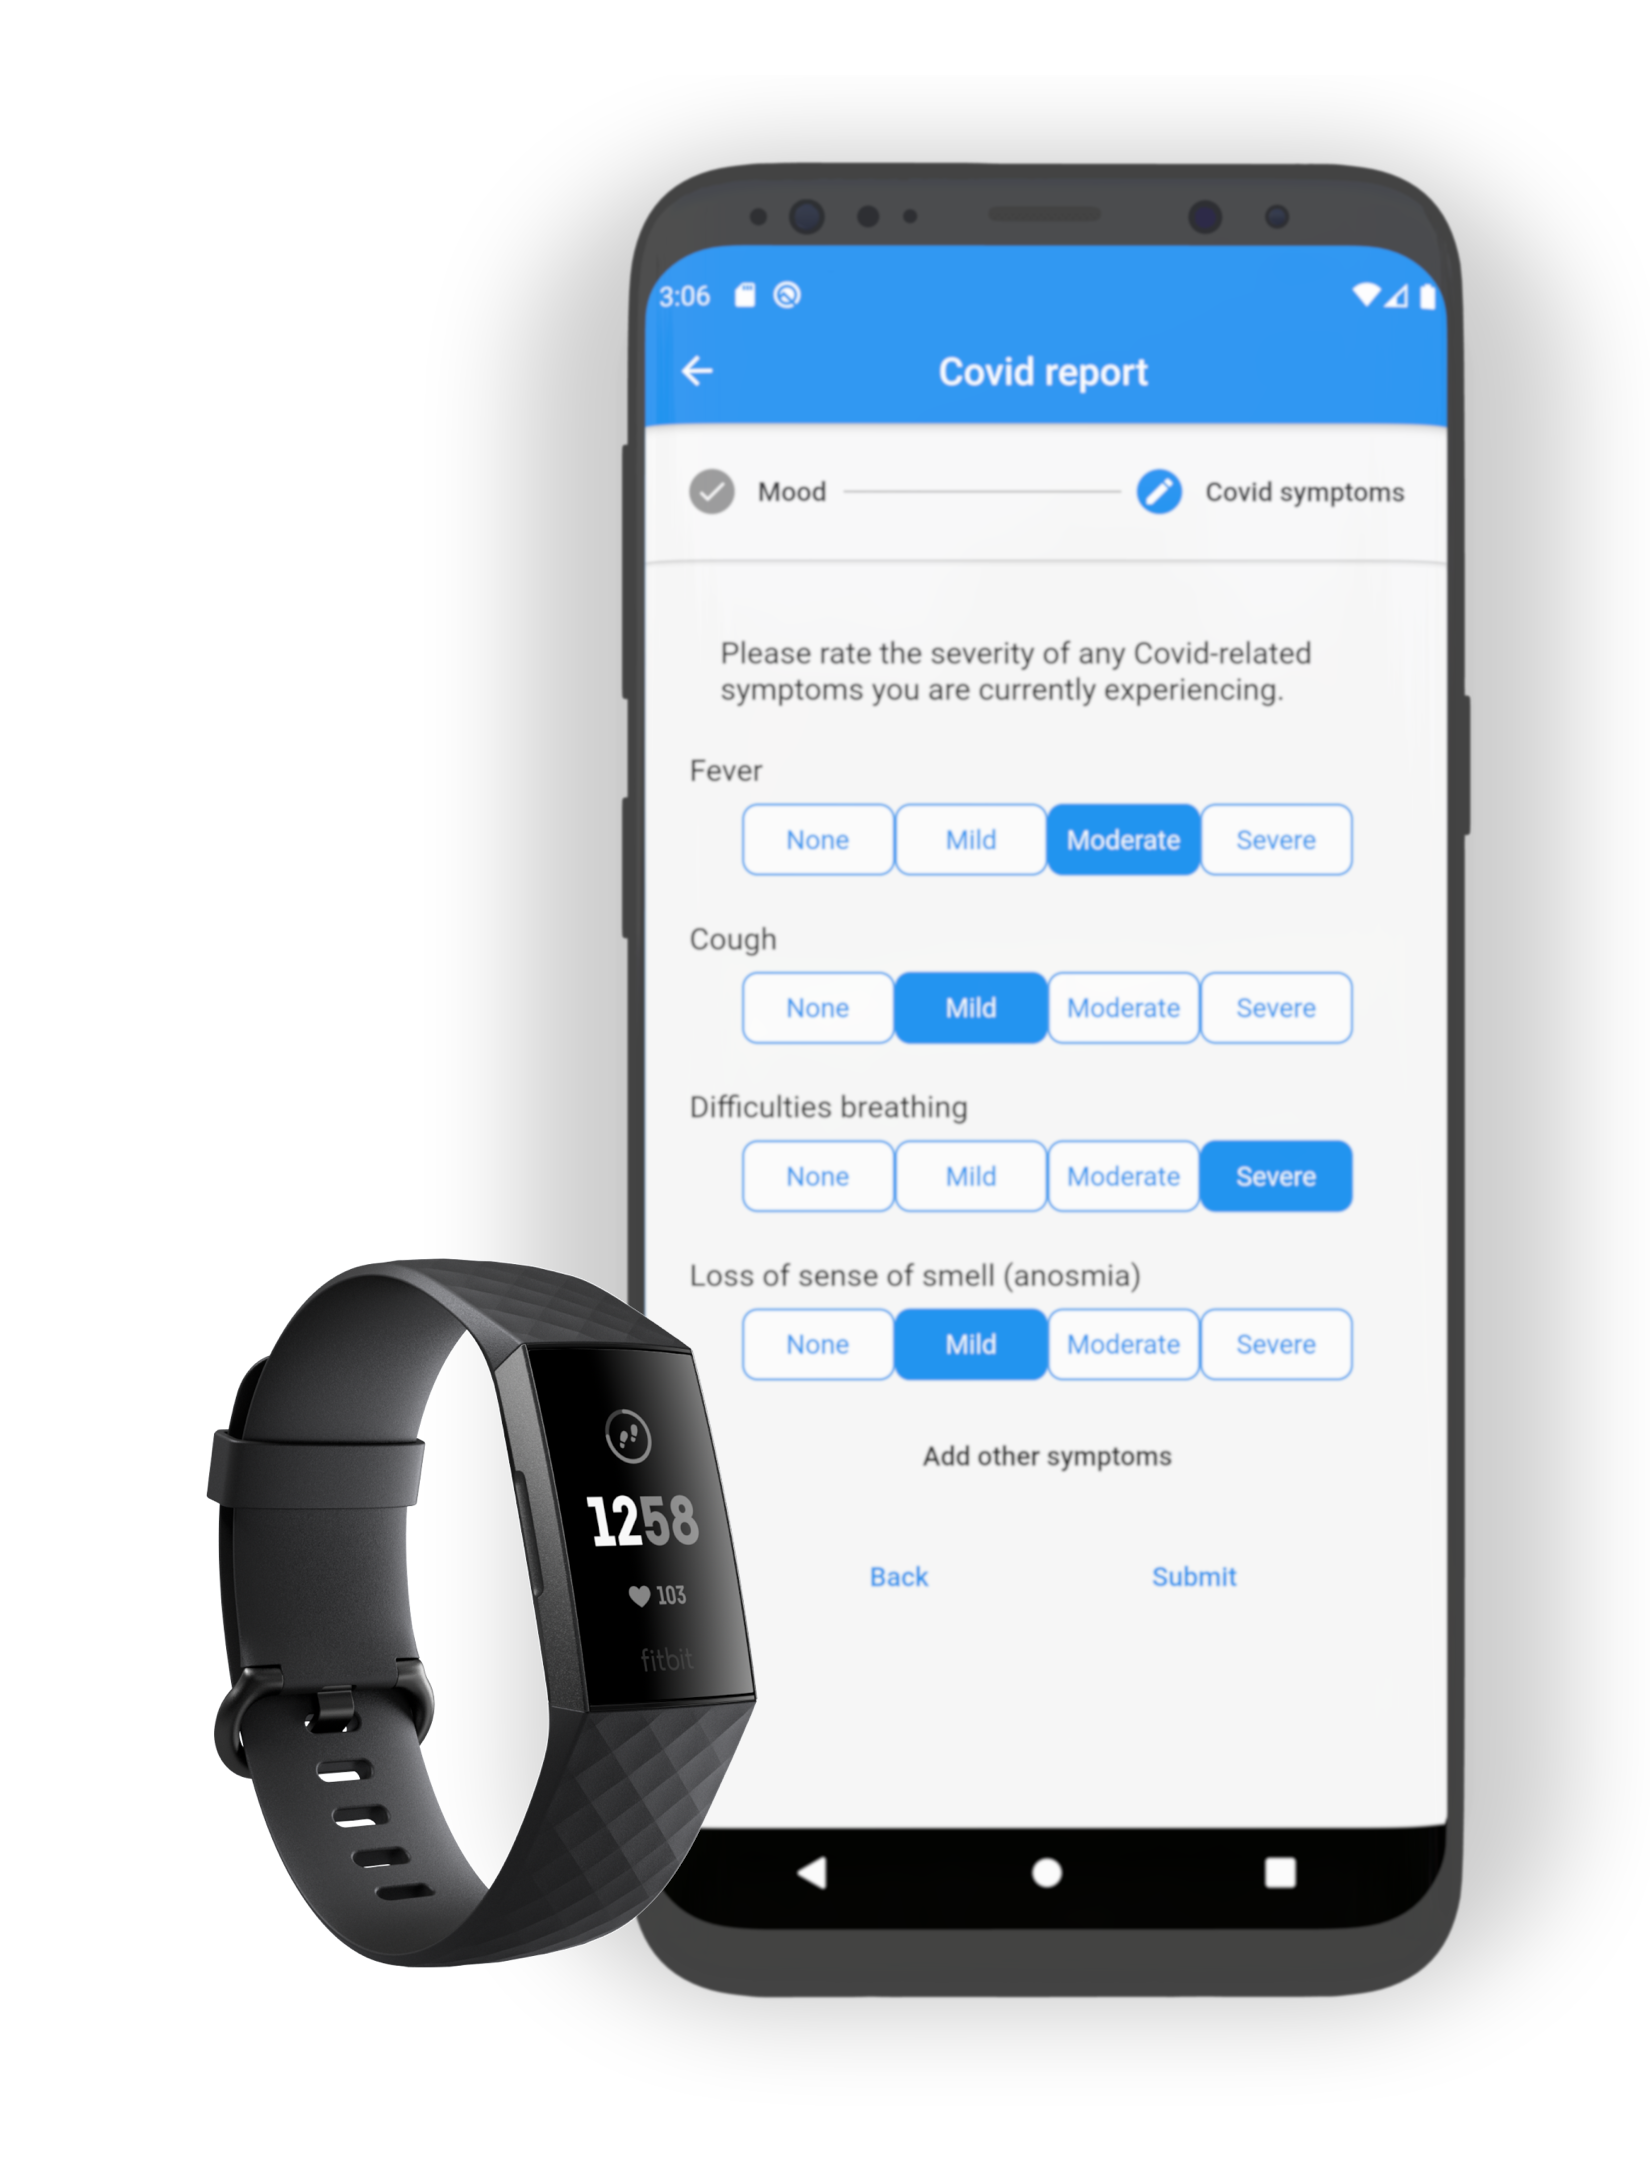 3:06
Covid report
Mood
Covid symptoms
Please rate the severity of any Covid-related
symptoms you are currently experiencing.
Fever
None Mild Moderate Severe
Cough
None Mild Moderate Severe
Difficulties breathing
None Mild Moderate Severe
Loss of sense of smell (anosmia)
None Mild Moderate Severe
Add other symptoms
Back Submit
1258
103
fitbit